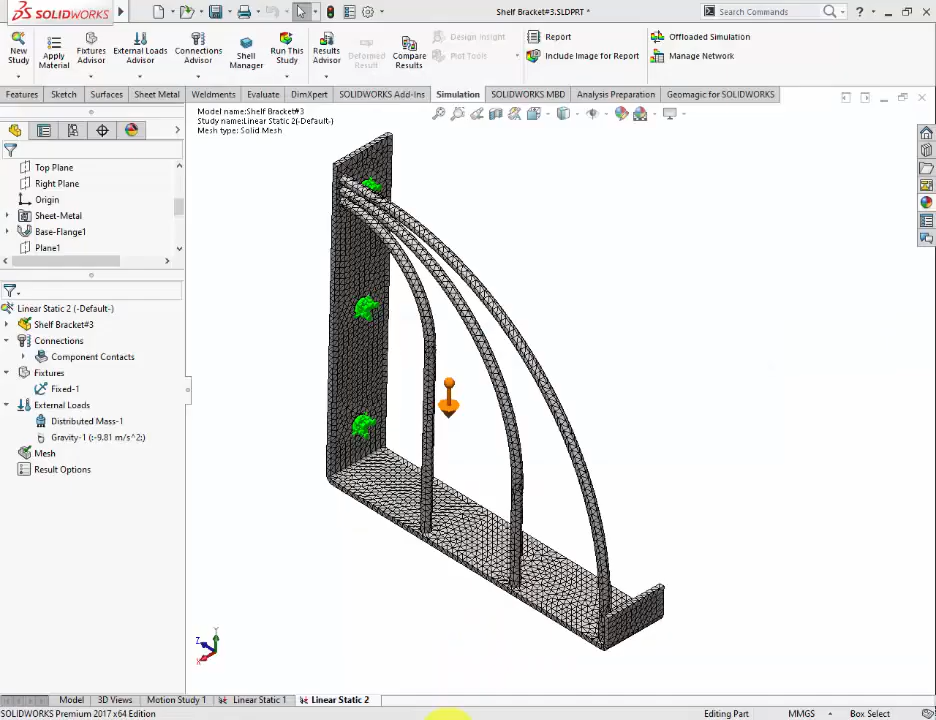 SOLIDWORKS
Shelf Bracket#3.SLDPRT *
Search Commands
New Study
Apply Material
Fixtures Advisor
External Loads Advisor
Connections Advisor
Shell Manager
Run This Study
Results Advisor
Deformed Result
Compare Results
Design Insight
Plot Tools
Report
Include Image for Report
Offloaded Simulation
Manage Network
Features
Sketch
Surfaces
Sheet Metal
Weldments
Evaluate
DimXpert
SOLIDWORKS Add-Ins
Simulation
SOLIDWORKS MBD
Analysis Preparation
Geomagic for SOLIDWORKS
Model name:Shelf Bracket#3
Study name:Linear Static 2(-Default-)
Mesh type: Solid Mesh
Top Plane
Right Plane
Origin
Sheet-Metal
Base-Flange1
Plane1
Linear Static 2 (-Default-)
Shelf Bracket#3
Connections
Component Contacts
Fixtures
Fixed-1
External Loads
Distributed Mass-1
Gravity-1 (:-9.81 m/s^2;)
Mesh
Result Options
Y
Z
X
Model
3D Views
Motion Study 1
Linear Static 1
Linear Static 2
SOLIDWORKS Premium 2017 x64 Edition
Editing Part
MMGS
Box Select